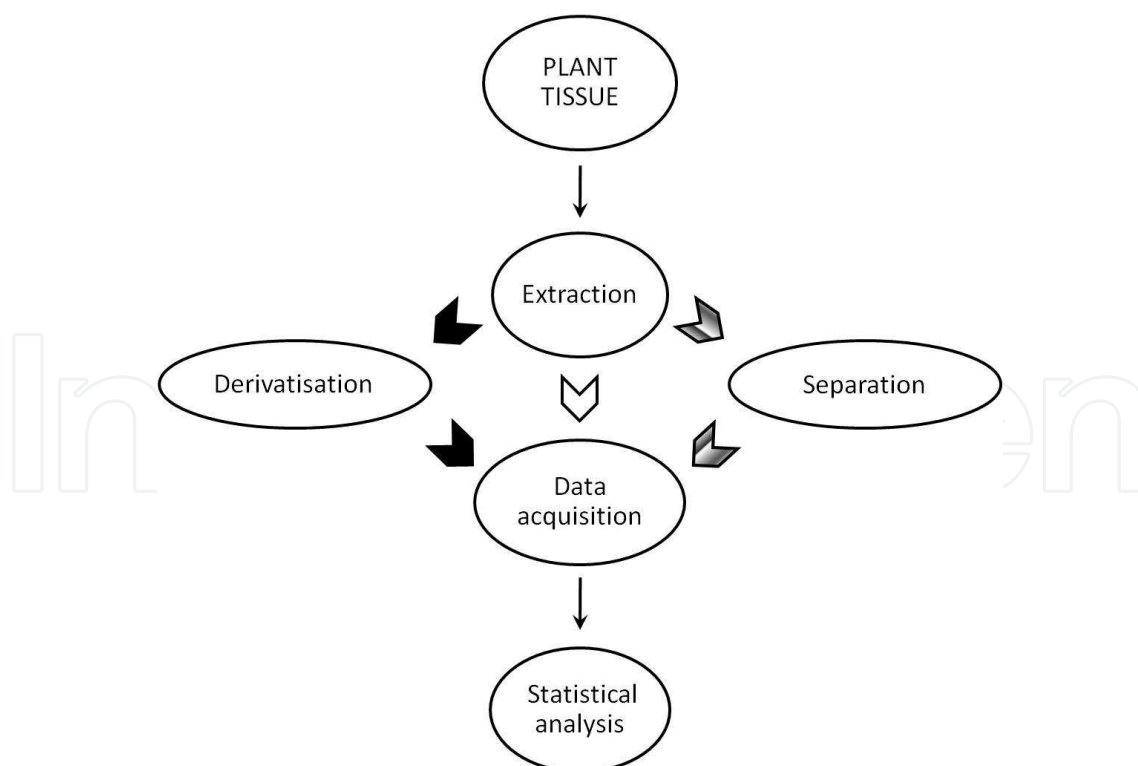 PLANT
TISSUE
Extraction
Derivatisation
Separation
Data
acquisition
Statistical
analysis